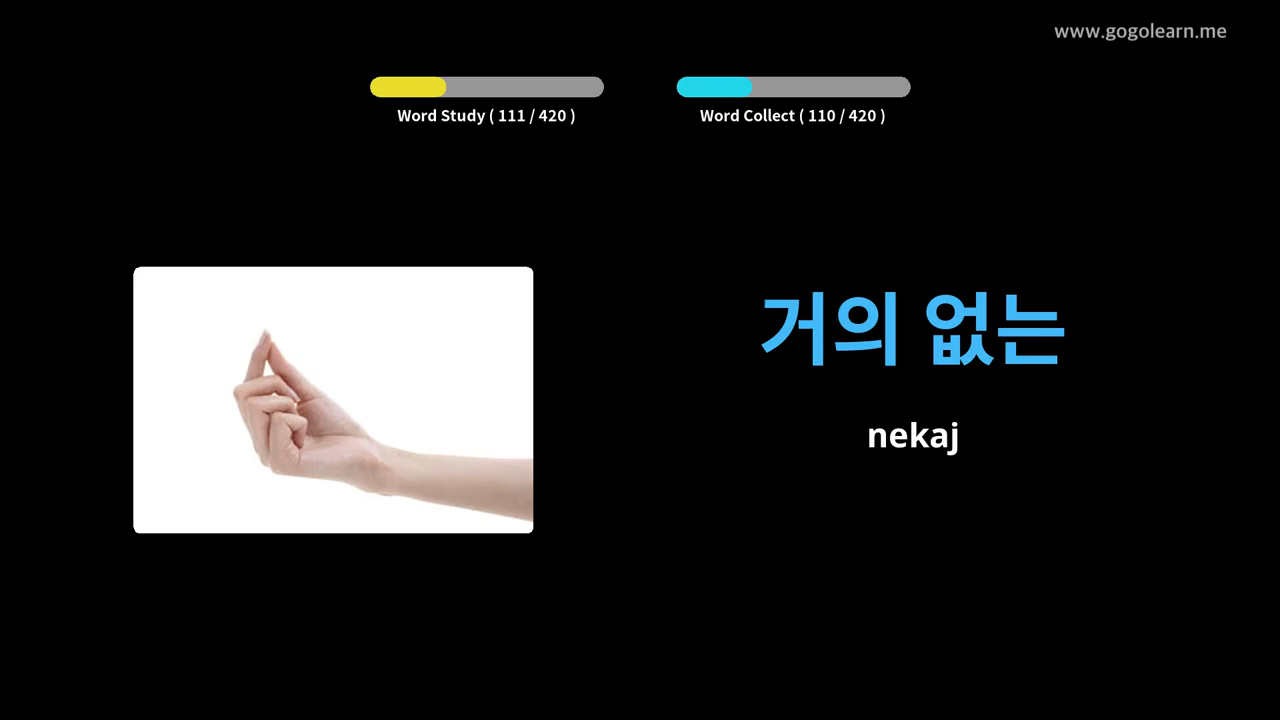 www.gogolearn.me
Word Study ( 111 / 420 )
Word Collect ( 110 / 420 )
거의 없는
nekaj